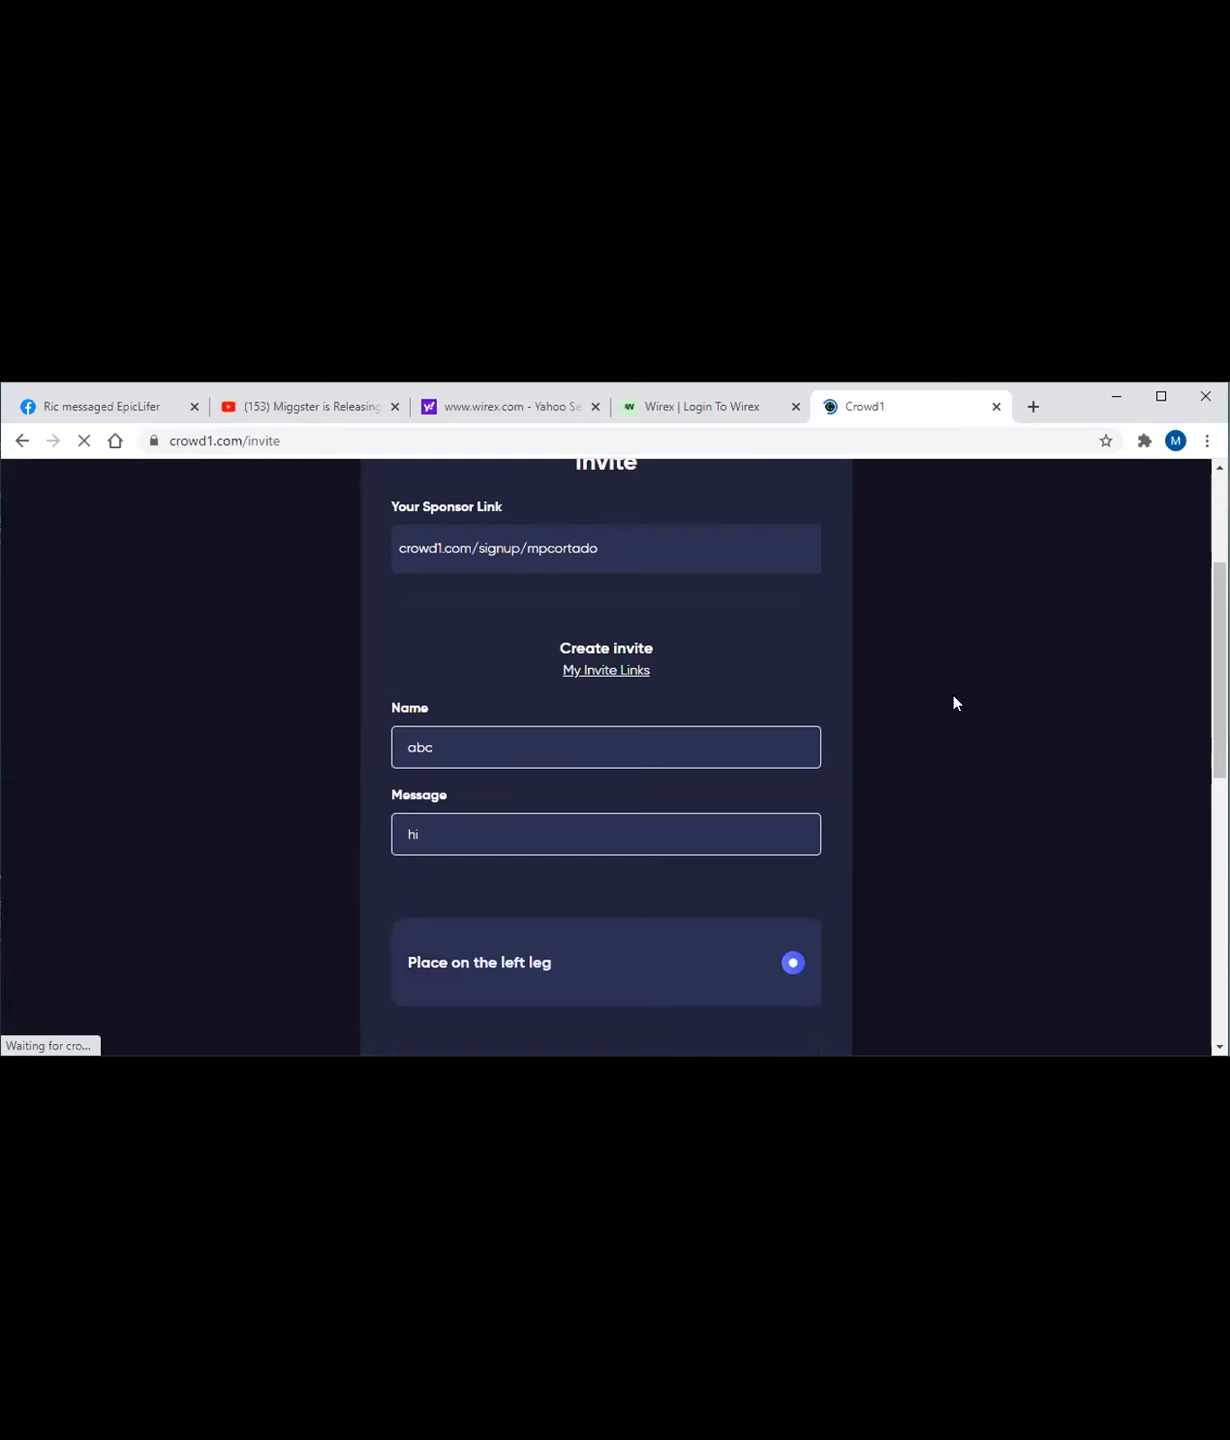 Ric messaged EpicLifer
(153) Miggster is Releasing
www.wirex.com - Yahoo Se
Wirex | Login To Wirex
Crowd1
crowd1.com/invite
M
Invite
Your Sponsor Link
crowd1.com/signup/mpcortado
Create invite
My Invite Links
Name
abc
Message
hi
Place on the left leg
Waiting for cro...